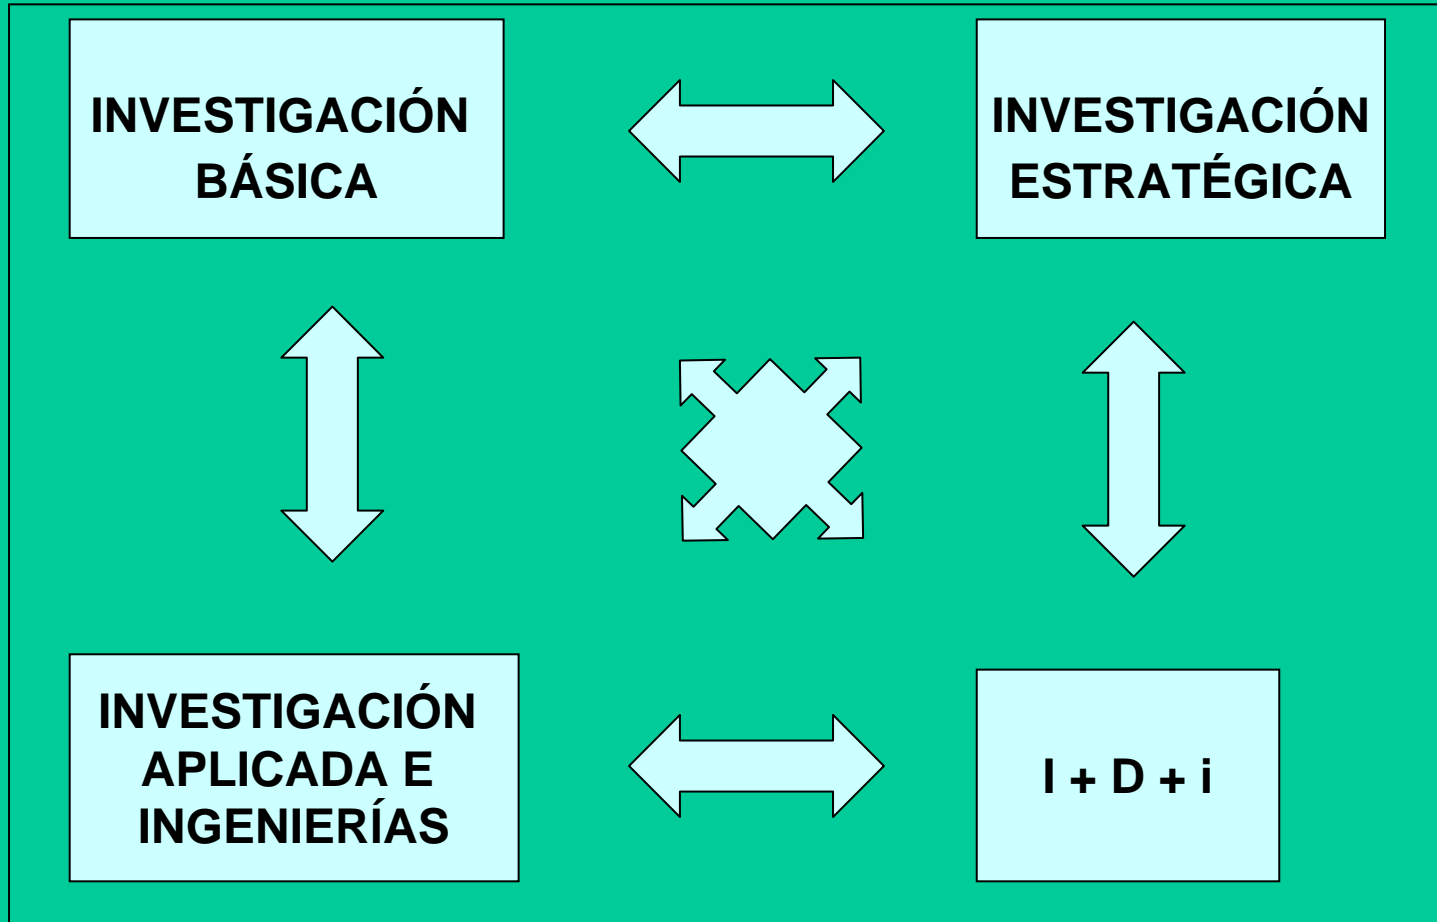 INVESTIGACIÓN
BÁSICA
INVESTIGACIÓN
ESTRATÉGICA
INVESTIGACIÓN
APLICADA E
INGENIERÍAS
I + D + i